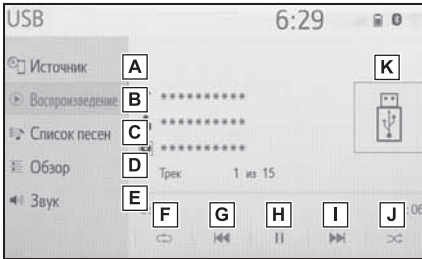 USB 6:29
Источник A K
Воспроизведение B **********
Список песен C **********
Обзор D **********
Трек 1 из 15
Звук E
F G H I J